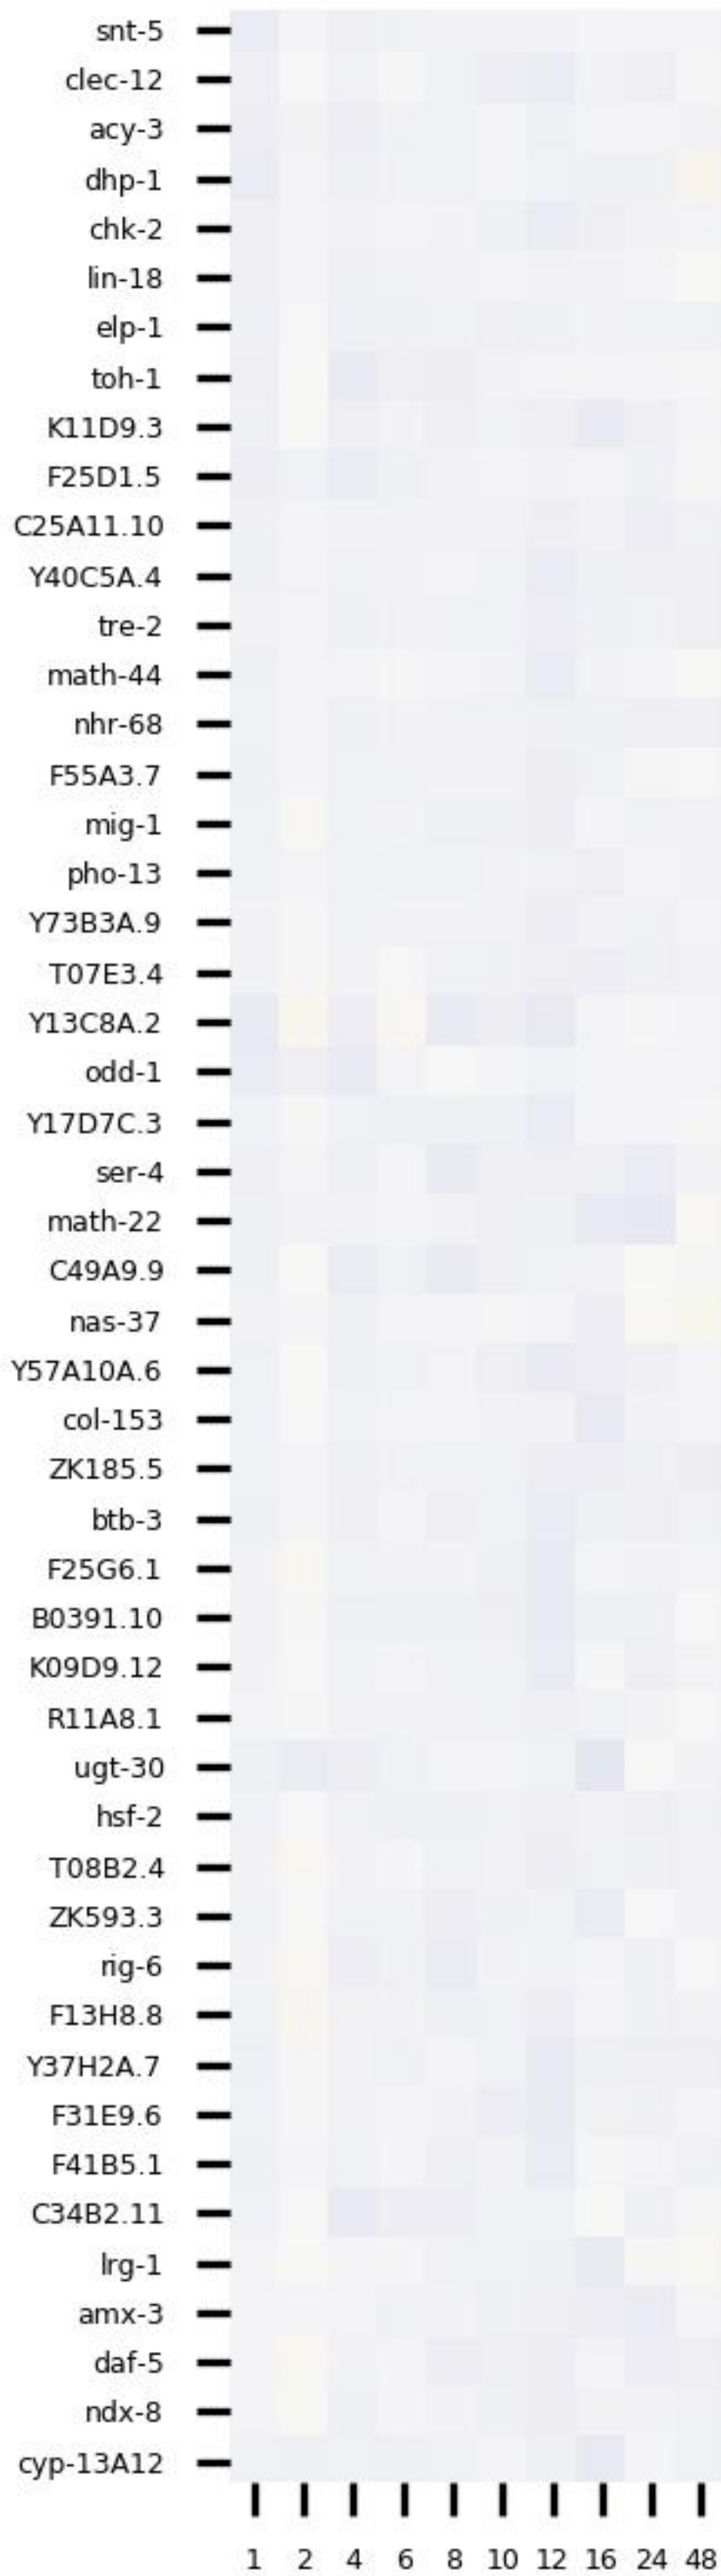 snt-5
clec-12
acy-3
dhp-1
chk-2
lin-18
elp-1
toh-1
K11D9.3
F25D1.5
C25A11.10
Y40C5A.4
tre-2
math-44
nhr-68
F55A3.7
mig-1
pho-13
Y73B3A.9
T07E3.4
Y13C8A.2
odd-1
Y17D7C.3
ser-4
math-22
C49A9.9
nas-37
Y57A10A.6
col-153
ZK185.5
btb-3
F25G6.1
B0391.10
K09D9.12
R11A8.1
ugt-30
hsf-2
T08B2.4
ZK593.3
rig-6
F13H8.8
Y37H2A.7
F31E9.6
F41B5.1
C34B2.11
lrg-1
amx-3
daf-5
ndx-8
cyp-13A12
1 2 4 6 8 10 12 16 24 48